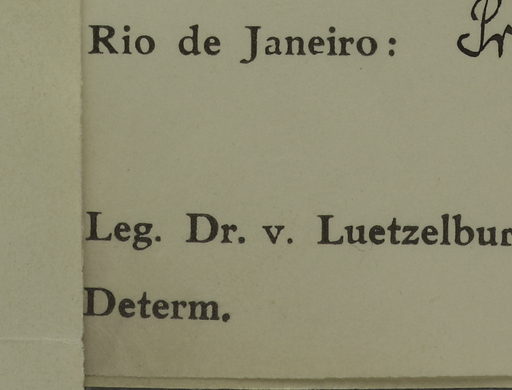 Rio de Janeiro:
Leg. Dr. v. Luetzelbur
Determ.